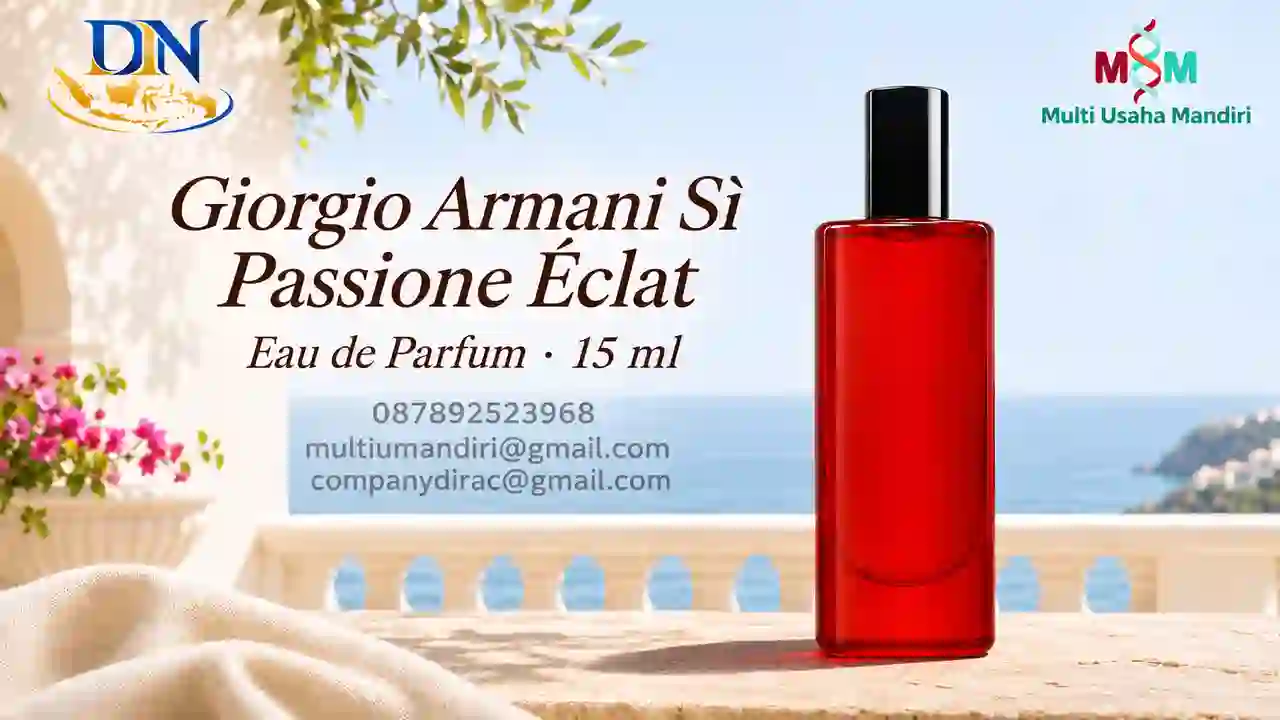 DN
M M
Multi Usaha Mandiri
Giorgio Armani Sì
Passione Éclat
Eau de Parfum · 15 ml
087892523968
multiumandiri@gmail.com
companydirac@gmail.com